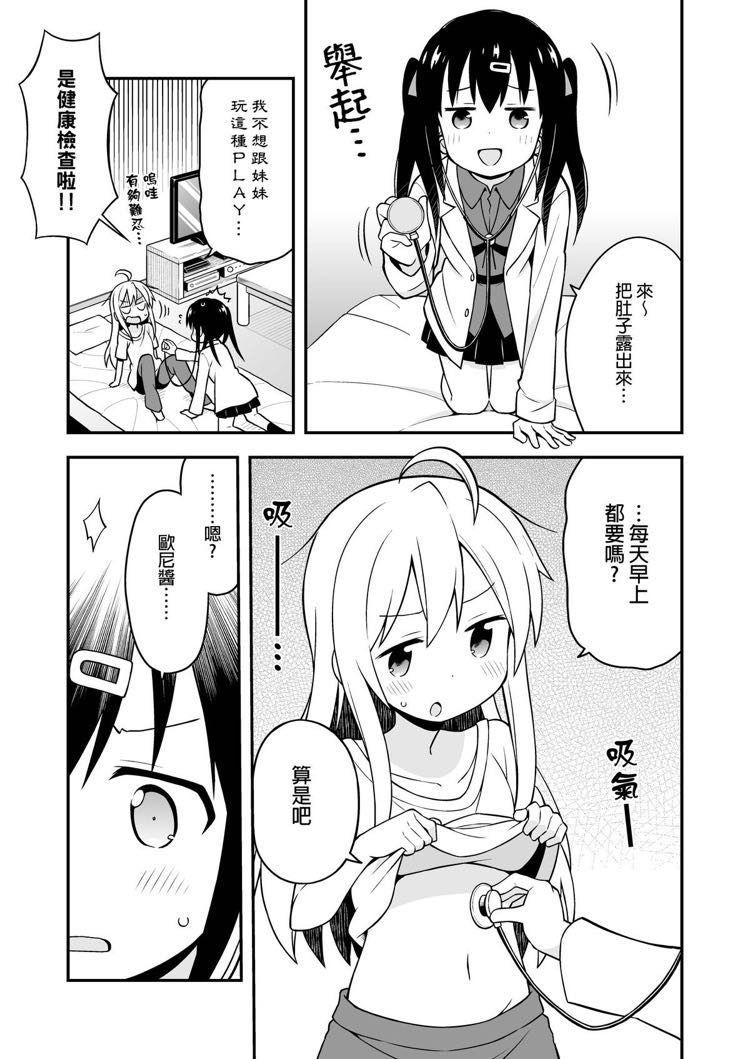 舉起…
來～
把肚子露出來…
我不想跟妹妹
玩這種PLAY…
嗚哇
有夠難忍…
是健康檢查啦!!
…每天早上
都要嗎?
吸氣—
算是吧
吸—…
………嗯?
歐尼醬……